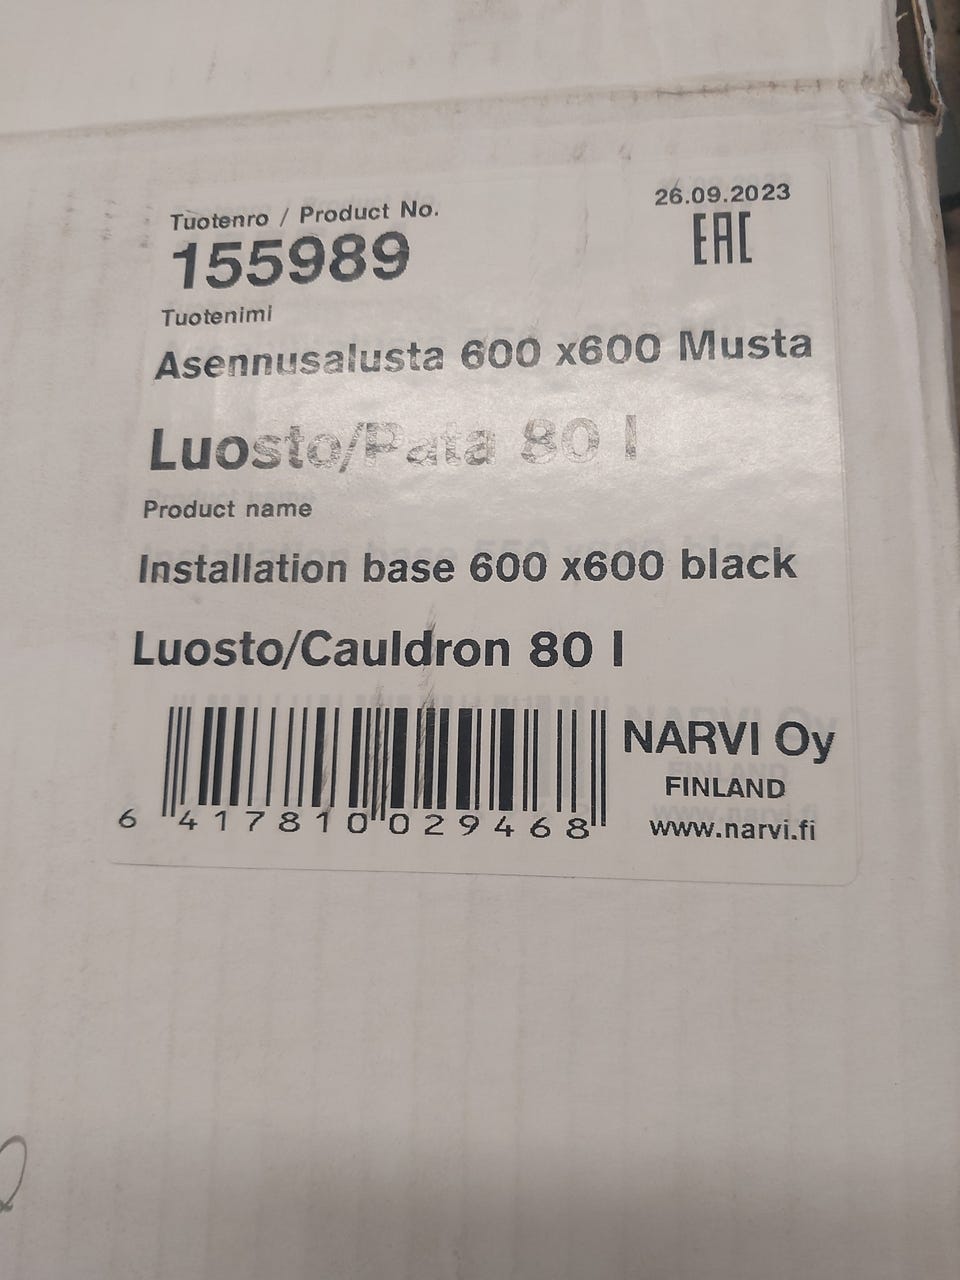 Tuotenro / Product No.
26.09.2023
155989
EAC
Tuotenimi
Asennusalusta 600 x600 Musta
Luosto/Pata 80 l
Product name
Installation base 600 x600 black
Luosto/Cauldron 80 l
NARVI Oy
FINLAND
www.narvi.fi
6 417810 029468